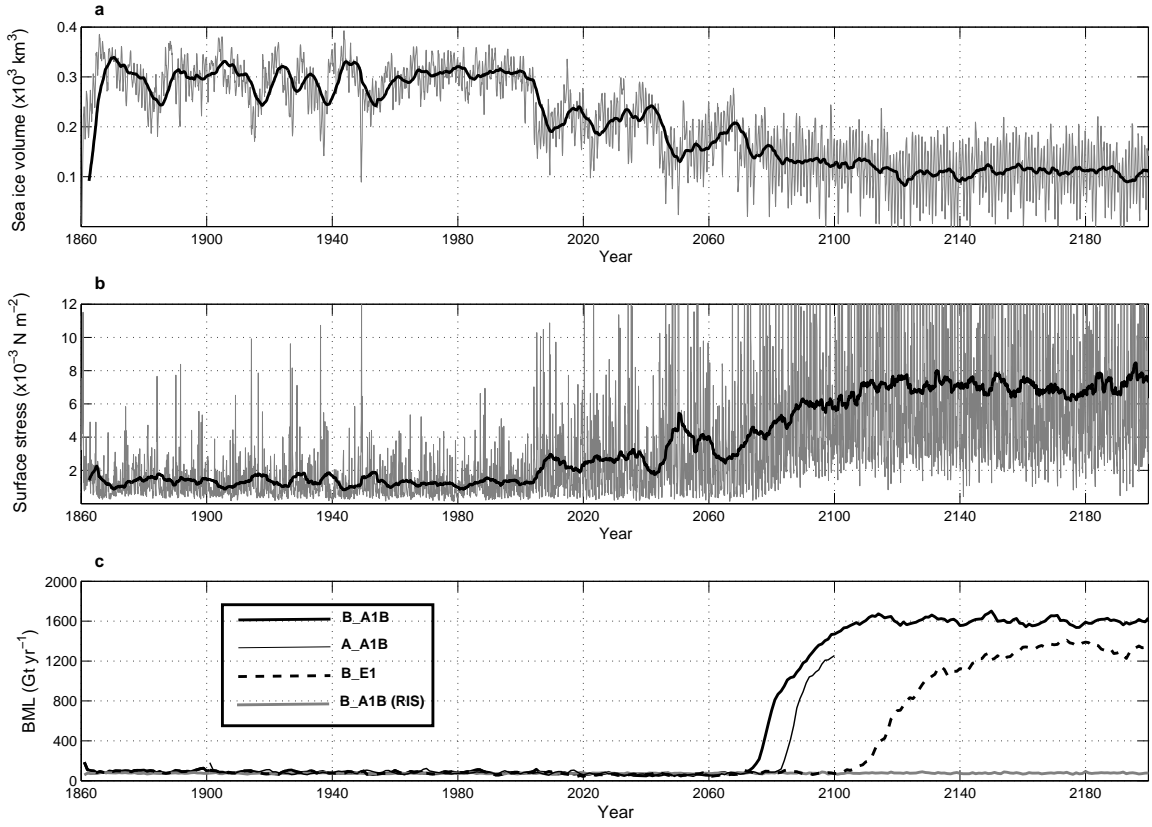 a
Sea ice volume (x10³ km³)
0.4
0.3
0.2
0.1
1860 1900 1940 1980 2020 2060 2100 2140 2180
Year
b
Surface stress (x10⁻³ N m⁻²)
12
10
8
6
4
2
1860 1900 1940 1980 2020 2060 2100 2140 2180
Year
c
BML (Gt yr⁻¹)
2000
1600
1200
800
400
0
B_A1B
A_A1B
B_E1
B_A1B (RIS)
1860 1900 1940 1980 2020 2060 2100 2140 2180
Year